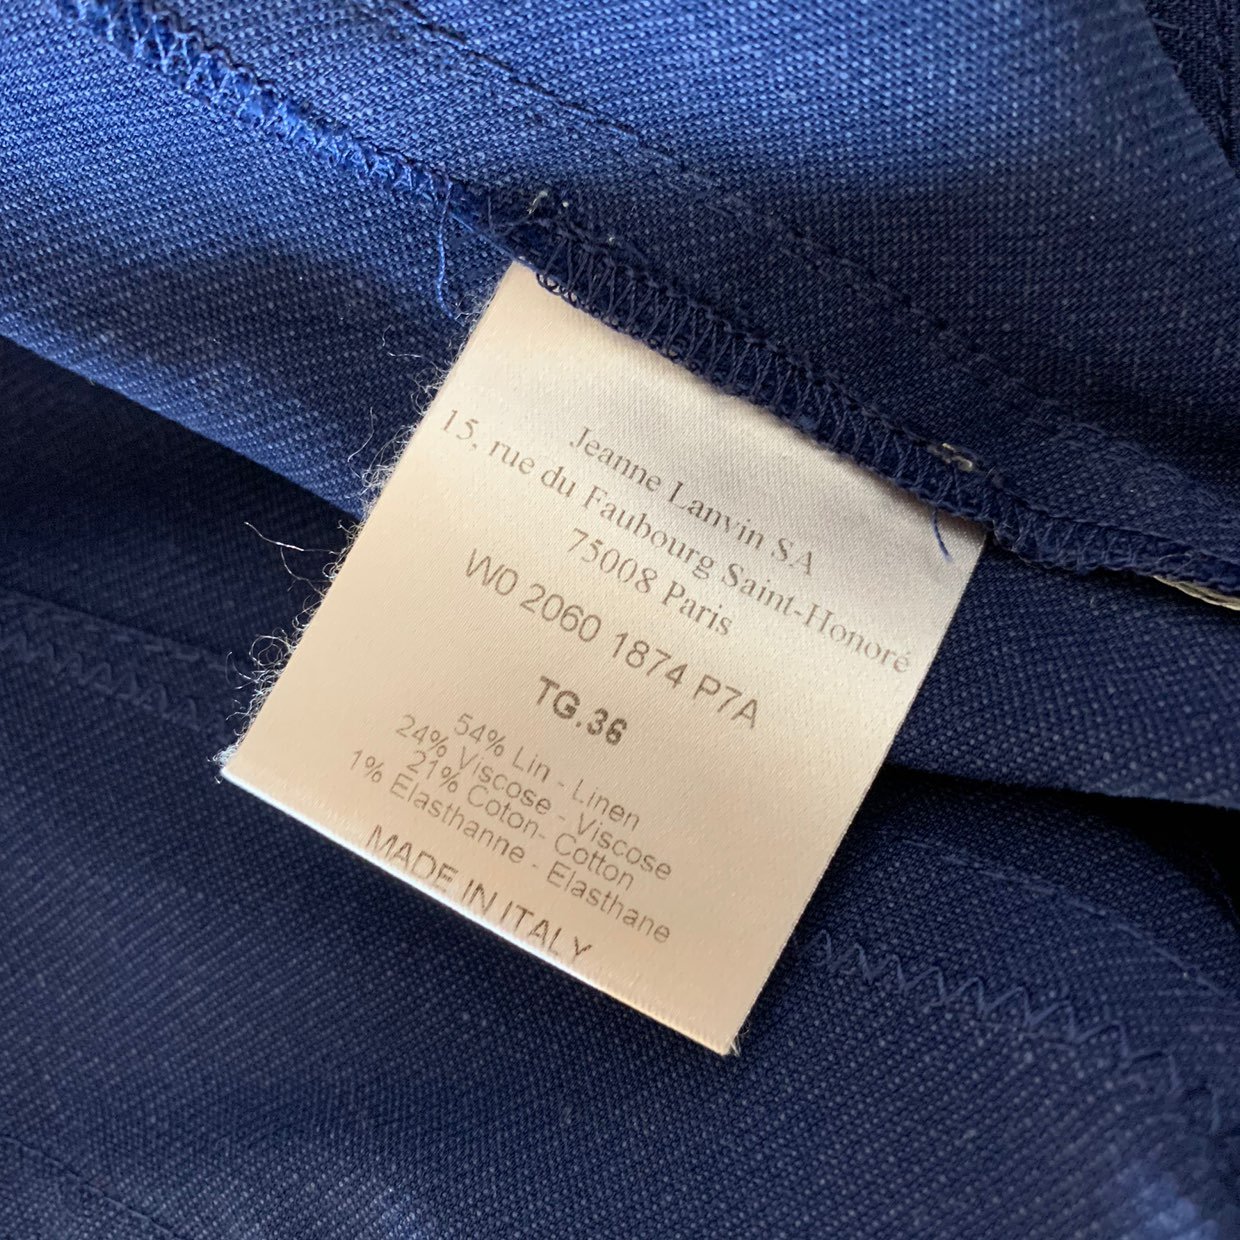 Jeanne Lanvin SA
15, rue du Faubourg Saint-Honoré
75008 Paris
W0 2060 1874 P7A
TG.36
54% Lin - Linen
24% Viscose - Viscose
21% Coton- Cotton
1% Elasthanne - Elasthane
MADE IN ITALY